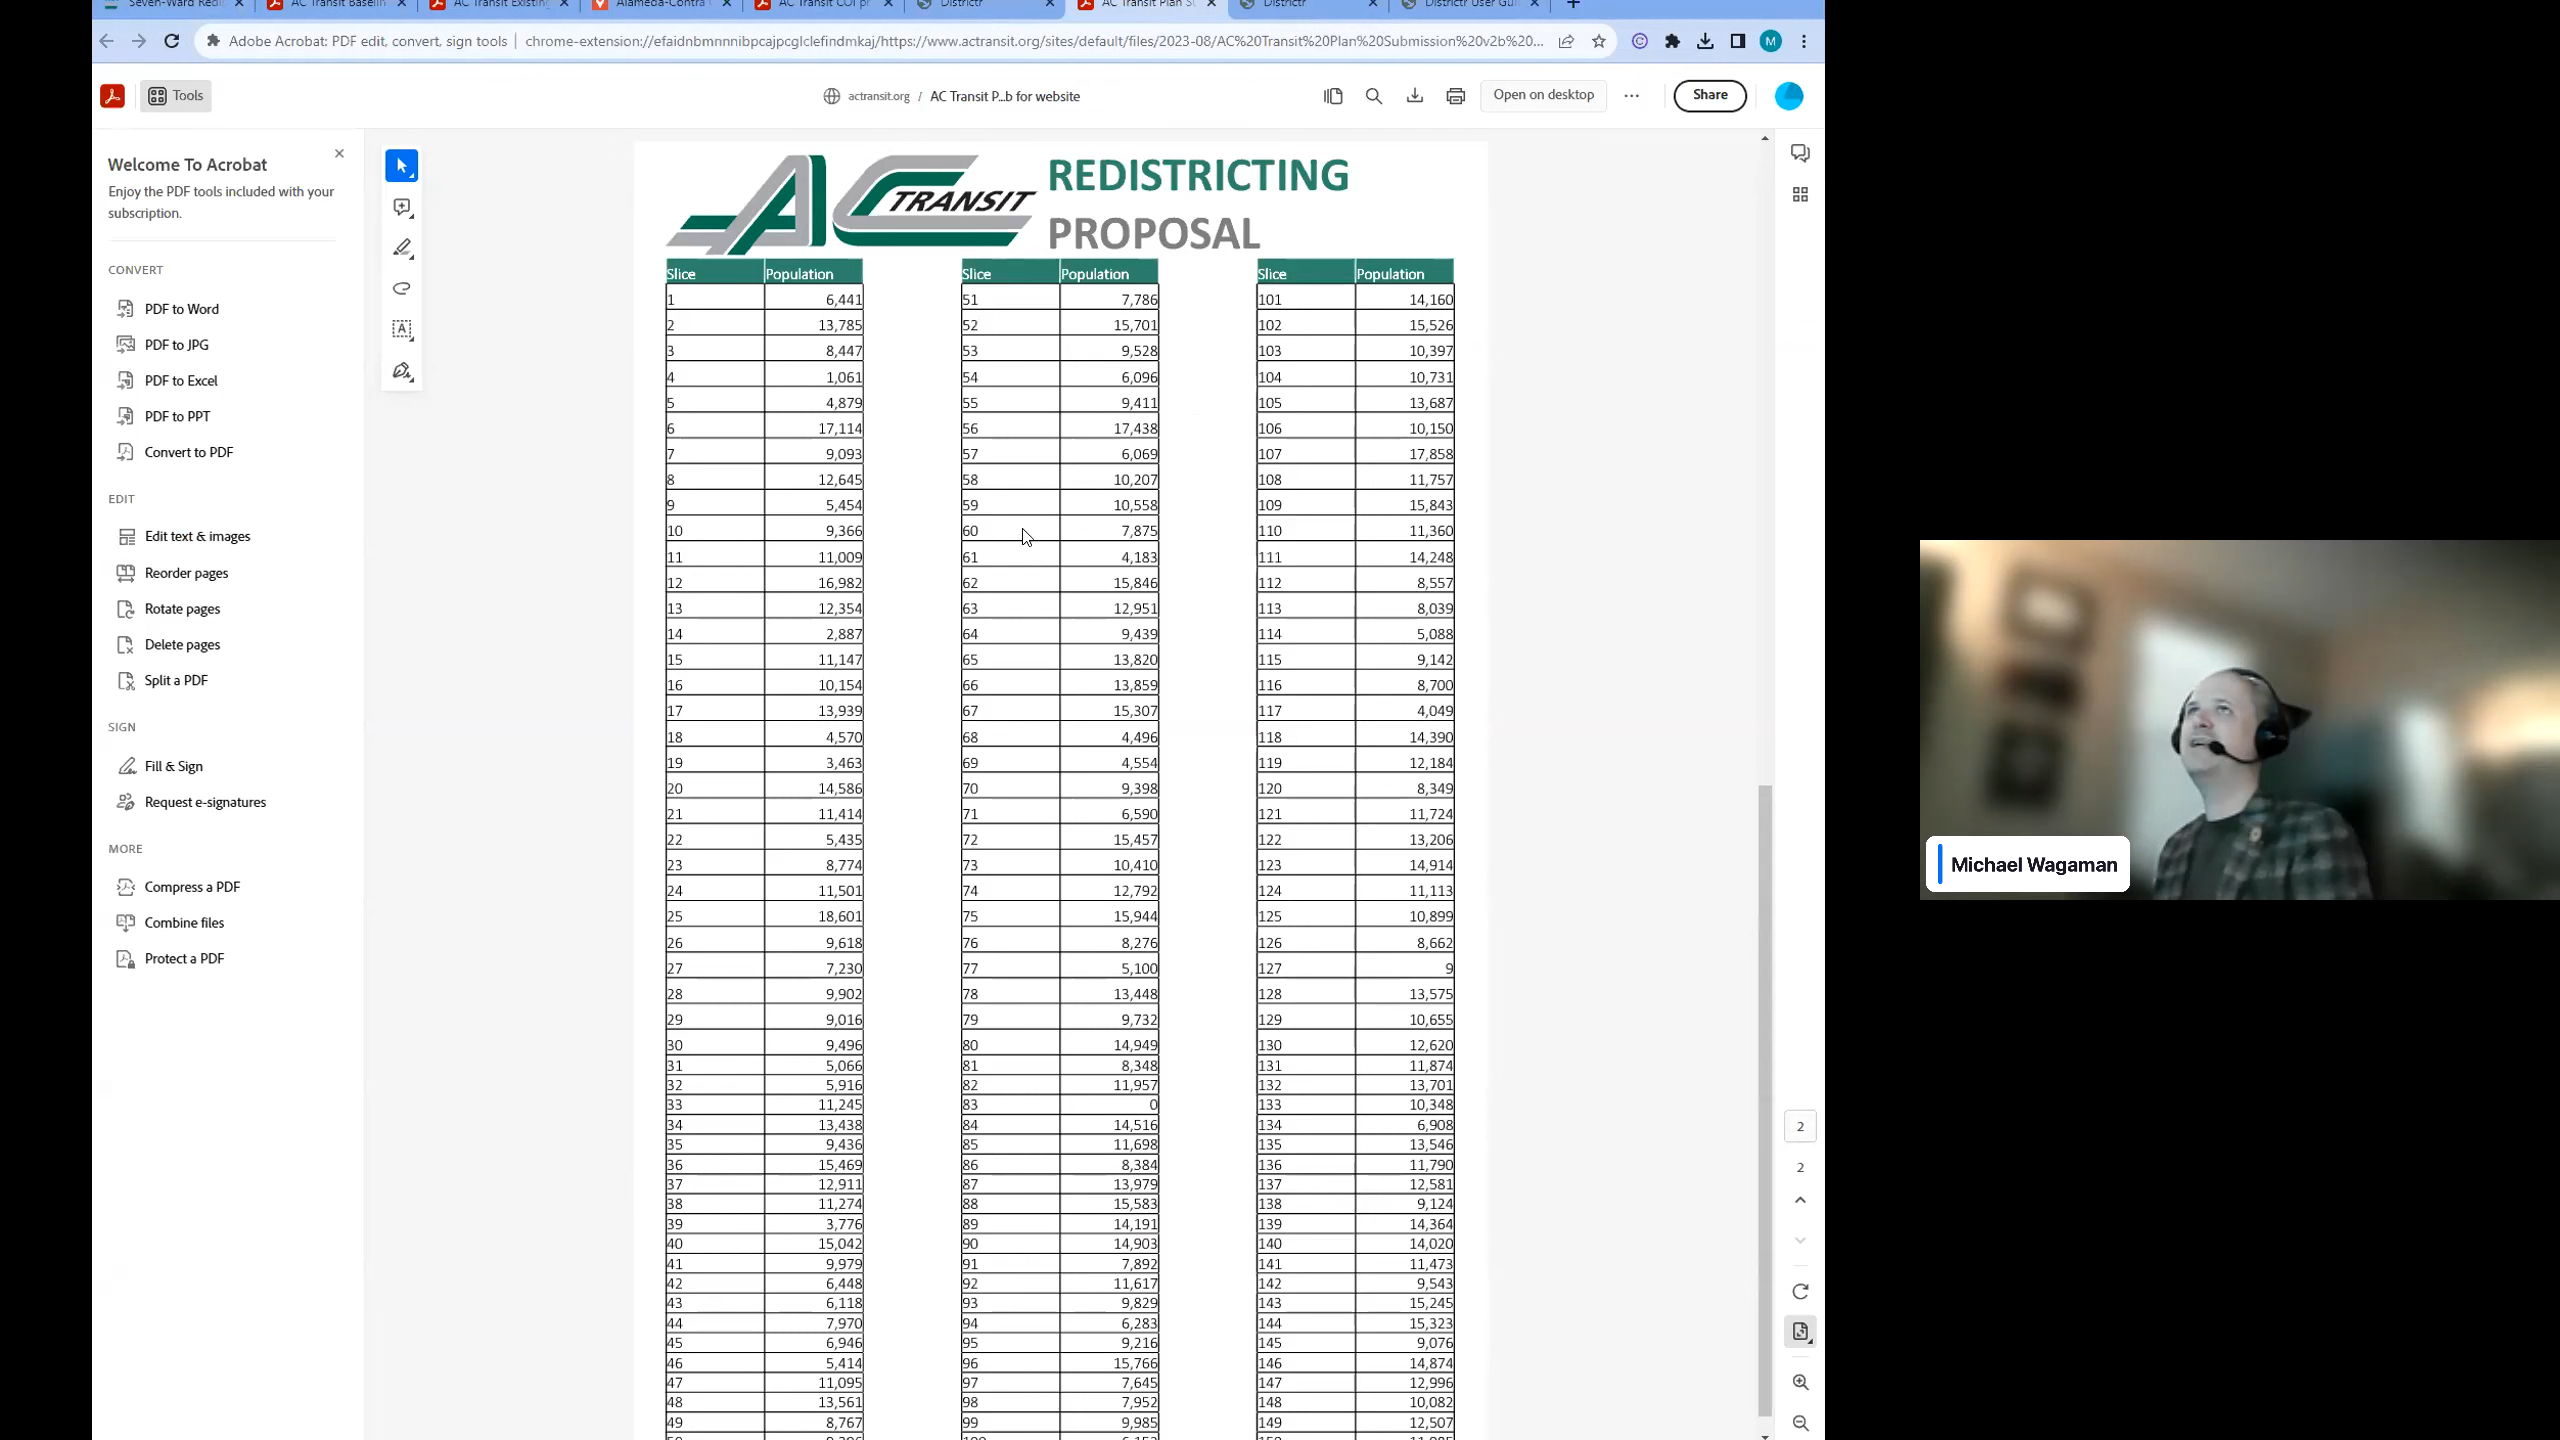 Seven-Ward Redi
AC Transit Baselin
AC Transit Existing
Alameda-Contra
AC Transit COI pr
Districtr
AC Transit Plan Su
Districtr
Districtr User Gui
Adobe Acrobat: PDF edit, convert, sign tools
chrome-extension://efaidnbmnnnibpcajpcglclefindmkaj/https://www.actransit.org/sites/default/files/2023-08/AC%20Transit%20Plan%20Submission%20v2b%20...
M
Tools
actransit.org / AC Transit P...b for website
Open on desktop
Share
Welcome To Acrobat
Enjoy the PDF tools included with your
subscription.
CONVERT
PDF to Word
PDF to JPG
PDF to Excel
PDF to PPT
Convert to PDF
EDIT
Edit text & images
Reorder pages
Rotate pages
Delete pages
Split a PDF
SIGN
Fill & Sign
Request e-signatures
MORE
Compress a PDF
Combine files
Protect a PDF
AC TRANSIT
REDISTRICTING
PROPOSAL
Slice Population Slice Population Slice Population
1 6,441 51 7,786 101 14,160
2 13,785 52 15,701 102 15,526
3 8,447 53 9,528 103 10,397
4 1,061 54 6,096 104 10,731
5 4,879 55 9,411 105 13,687
6 17,114 56 17,438 106 10,150
7 9,093 57 6,069 107 17,858
8 12,645 58 10,207 108 11,757
9 5,454 59 10,558 109 15,843
10 9,366 60 7,875 110 11,360
11 11,009 61 4,183 111 14,248
12 16,982 62 15,846 112 8,557
13 12,354 63 12,951 113 8,039
14 2,887 64 9,439 114 5,088
15 11,147 65 13,820 115 9,142
16 10,154 66 13,859 116 8,700
17 13,939 67 15,307 117 4,049
18 4,570 68 4,496 118 14,390
19 3,463 69 4,554 119 12,184
20 14,586 70 9,398 120 8,349
21 11,414 71 6,590 121 11,724
22 5,435 72 15,457 122 13,206
23 8,774 73 10,410 123 14,914
24 11,501 74 12,792 124 11,113
25 18,601 75 15,944 125 10,899
26 9,618 76 8,276 126 8,662
27 7,230 77 5,100 127 9
28 9,902 78 13,448 128 13,575
29 9,016 79 9,732 129 10,655
30 9,496 80 14,949 130 12,620
31 5,066 81 8,348 131 11,874
32 5,916 82 11,957 132 13,701
33 11,245 83 0 133 10,348
34 13,438 84 14,516 134 6,908
35 9,436 85 11,698 135 13,546
36 15,469 86 8,384 136 11,790
37 12,911 87 13,979 137 12,581
38 11,274 88 15,583 138 9,124
39 3,776 89 14,191 139 14,364
40 15,042 90 14,903 140 14,020
41 9,979 91 7,892 141 11,473
42 6,448 92 11,617 142 9,543
43 6,118 93 9,829 143 15,245
44 7,970 94 6,283 144 15,323
45 6,946 95 9,216 145 9,076
46 5,414 96 15,766 146 14,874
47 11,095 97 7,645 147 12,996
48 13,561 98 7,952 148 10,082
49 8,767 99 9,985 149 12,507
2
2
Michael Wagaman